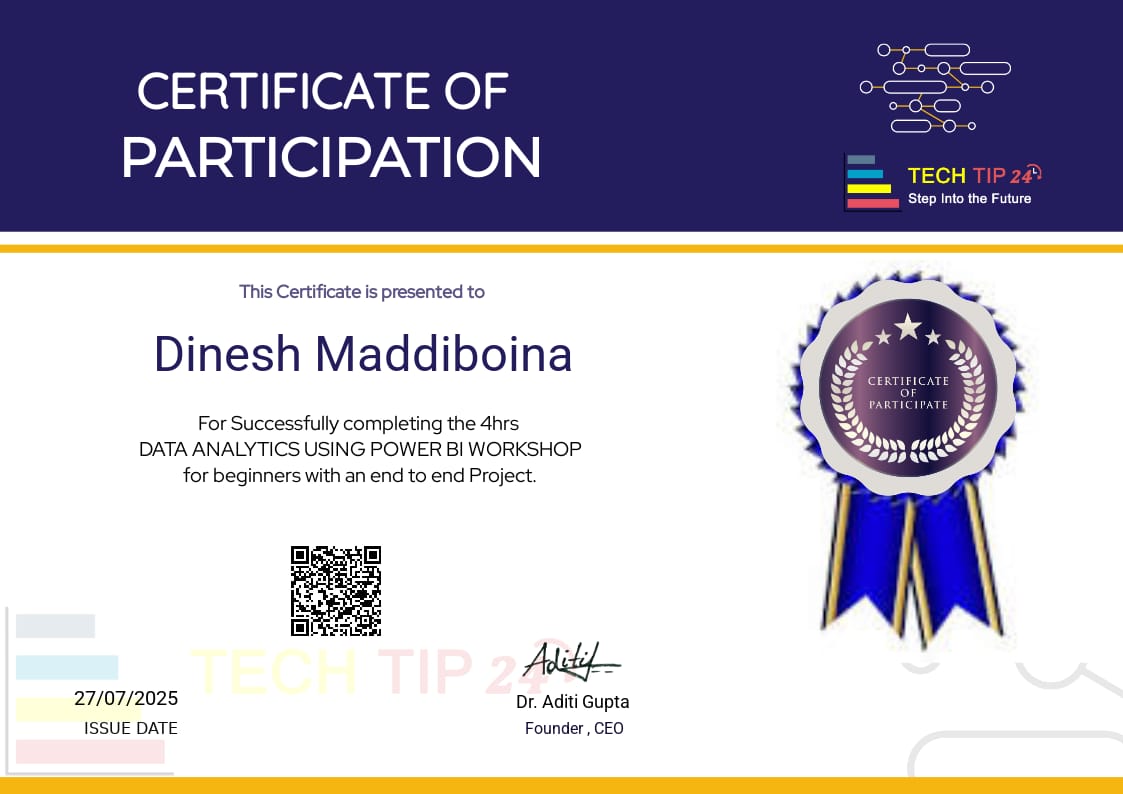 CERTIFICATE OF
PARTICIPATION
TECH TIP 24
Step Into the Future
This Certificate is presented to
Dinesh Maddiboina
For Successfully completing the 4hrs
DATA ANALYTICS USING POWER BI WORKSHOP
for beginners with an end to end Project.
CERTIFICATE
OF
PARTICIPATE
TECH TIP 24
Aditi
27/07/2025
ISSUE DATE
Dr. Aditi Gupta
Founder , CEO